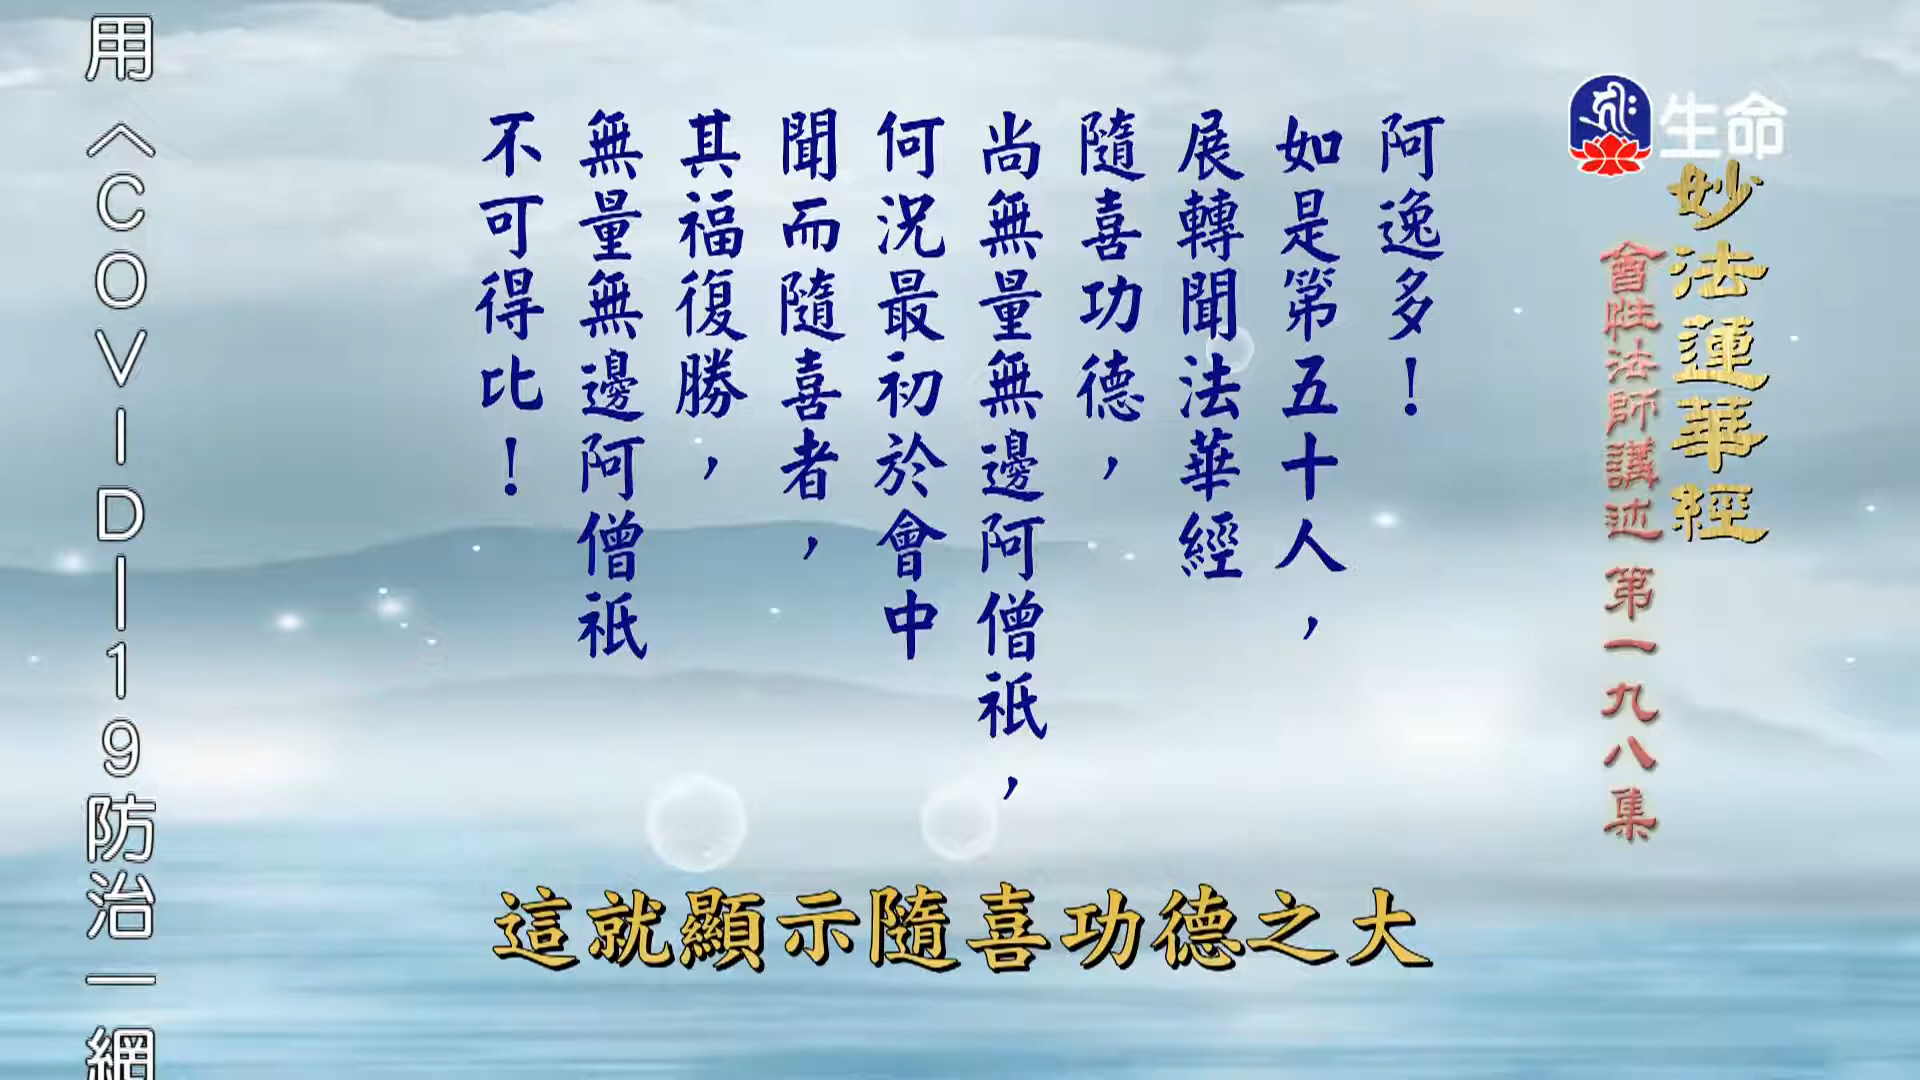 生命
妙法蓮華經
會性法師講述 第一九八集
阿逸多！
如是第五十人，
展轉聞法華經
隨喜功德，
尚無量無邊阿僧祇，
何況最初於會中
聞而隨喜者，
其福復勝，
無量無邊阿僧祇
不可得比！
這就顯示隨喜功德之大
用〈COVID—19防治一網